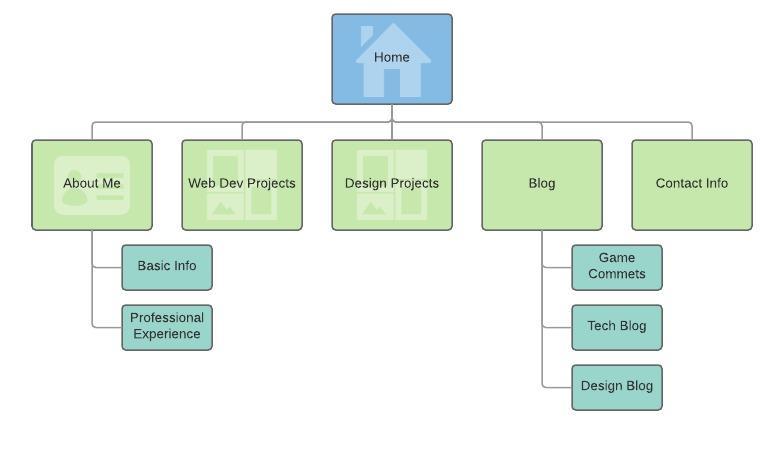 Home
About Me
Web Dev Projects
Design Projects
Blog
Contact Info
Basic Info
Professional
Experience
Game
Commets
Tech Blog
Design Blog